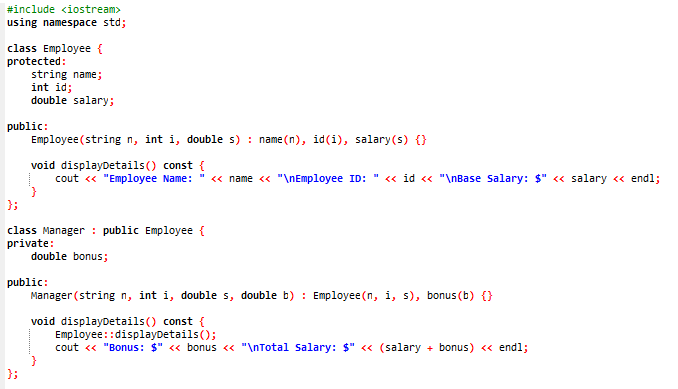 #include <iostream>
using namespace std;
class Employee {
protected:
string name;
int id;
double salary;
public:
Employee(string n, int i, double s) : name(n), id(i), salary(s) {}
void displayDetails() const {
cout << "Employee Name: " << name << "\nEmployee ID: " << id << "\nBase Salary: $" << salary << endl;
}
};
class Manager : public Employee {
private:
double bonus;
public:
Manager(string n, int i, double s, double b) : Employee(n, i, s), bonus(b) {}
void displayDetails() const {
Employee::displayDetails();
cout << "Bonus: $" << bonus << "\nTotal Salary: $" << (salary + bonus) << endl;
}
};